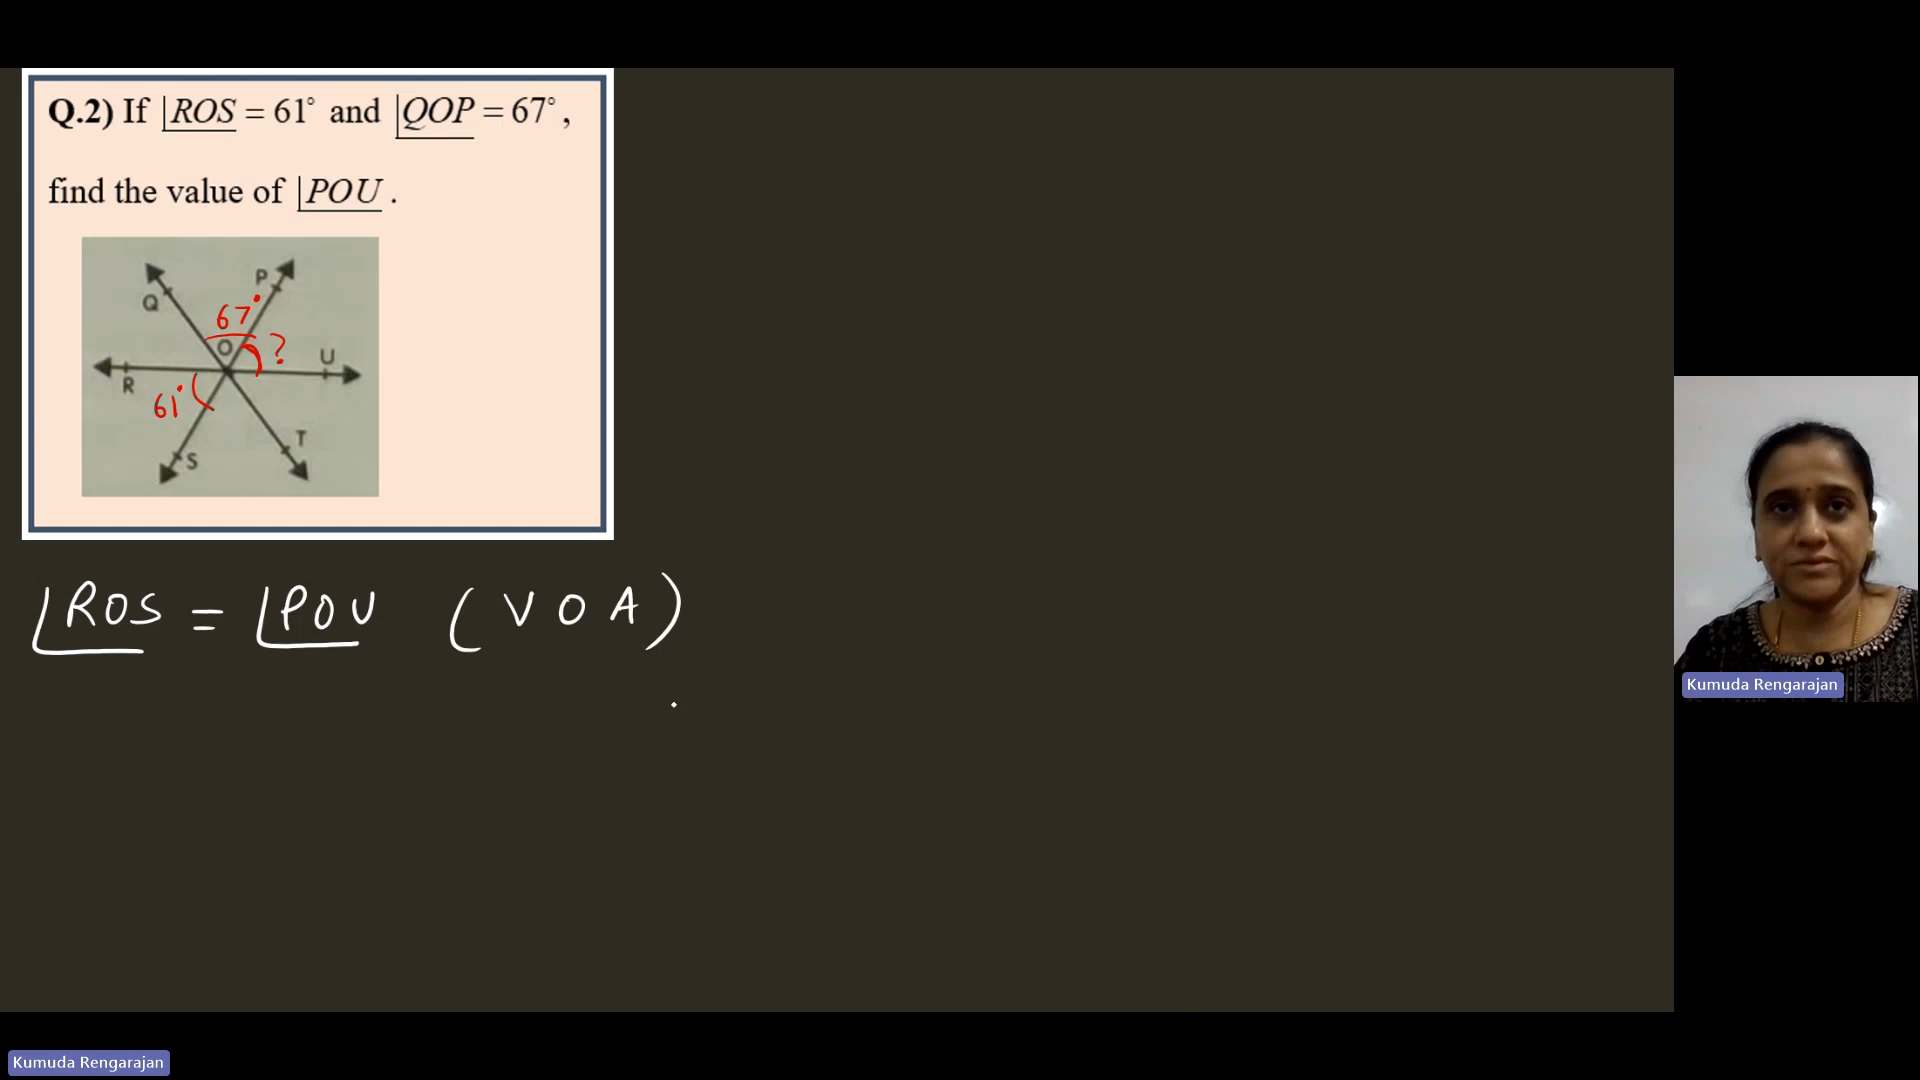 Q.2) If ∠ROS = 61° and ∠QOP = 67°,
find the value of ∠POU.
P
Q
67°
O
?
U
R
61°
T
S
∠ROS = ∠POU (VOA)
Kumuda Rengarajan
Kumuda Rengarajan